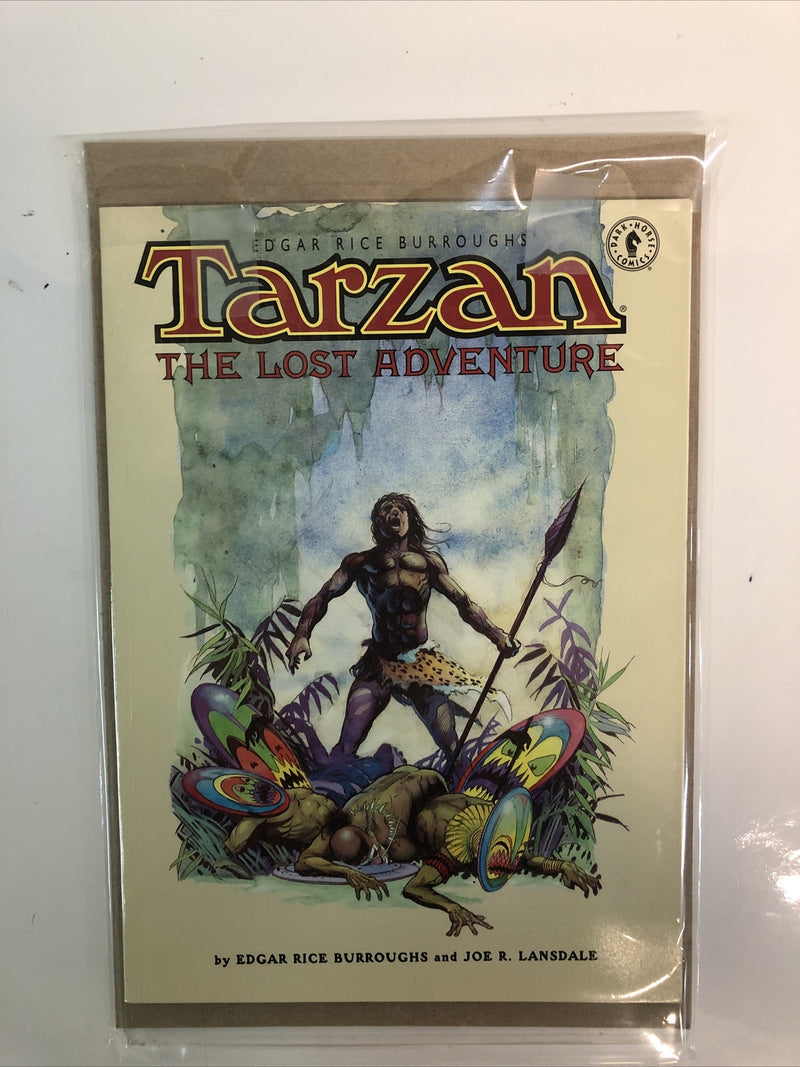 EDGAR RICE BURROUGHS
Tarzan®
THE LOST ADVENTURE
DARK HORSE COMICS®
by EDGAR RICE BURROUGHS and JOE R. LANSDALE